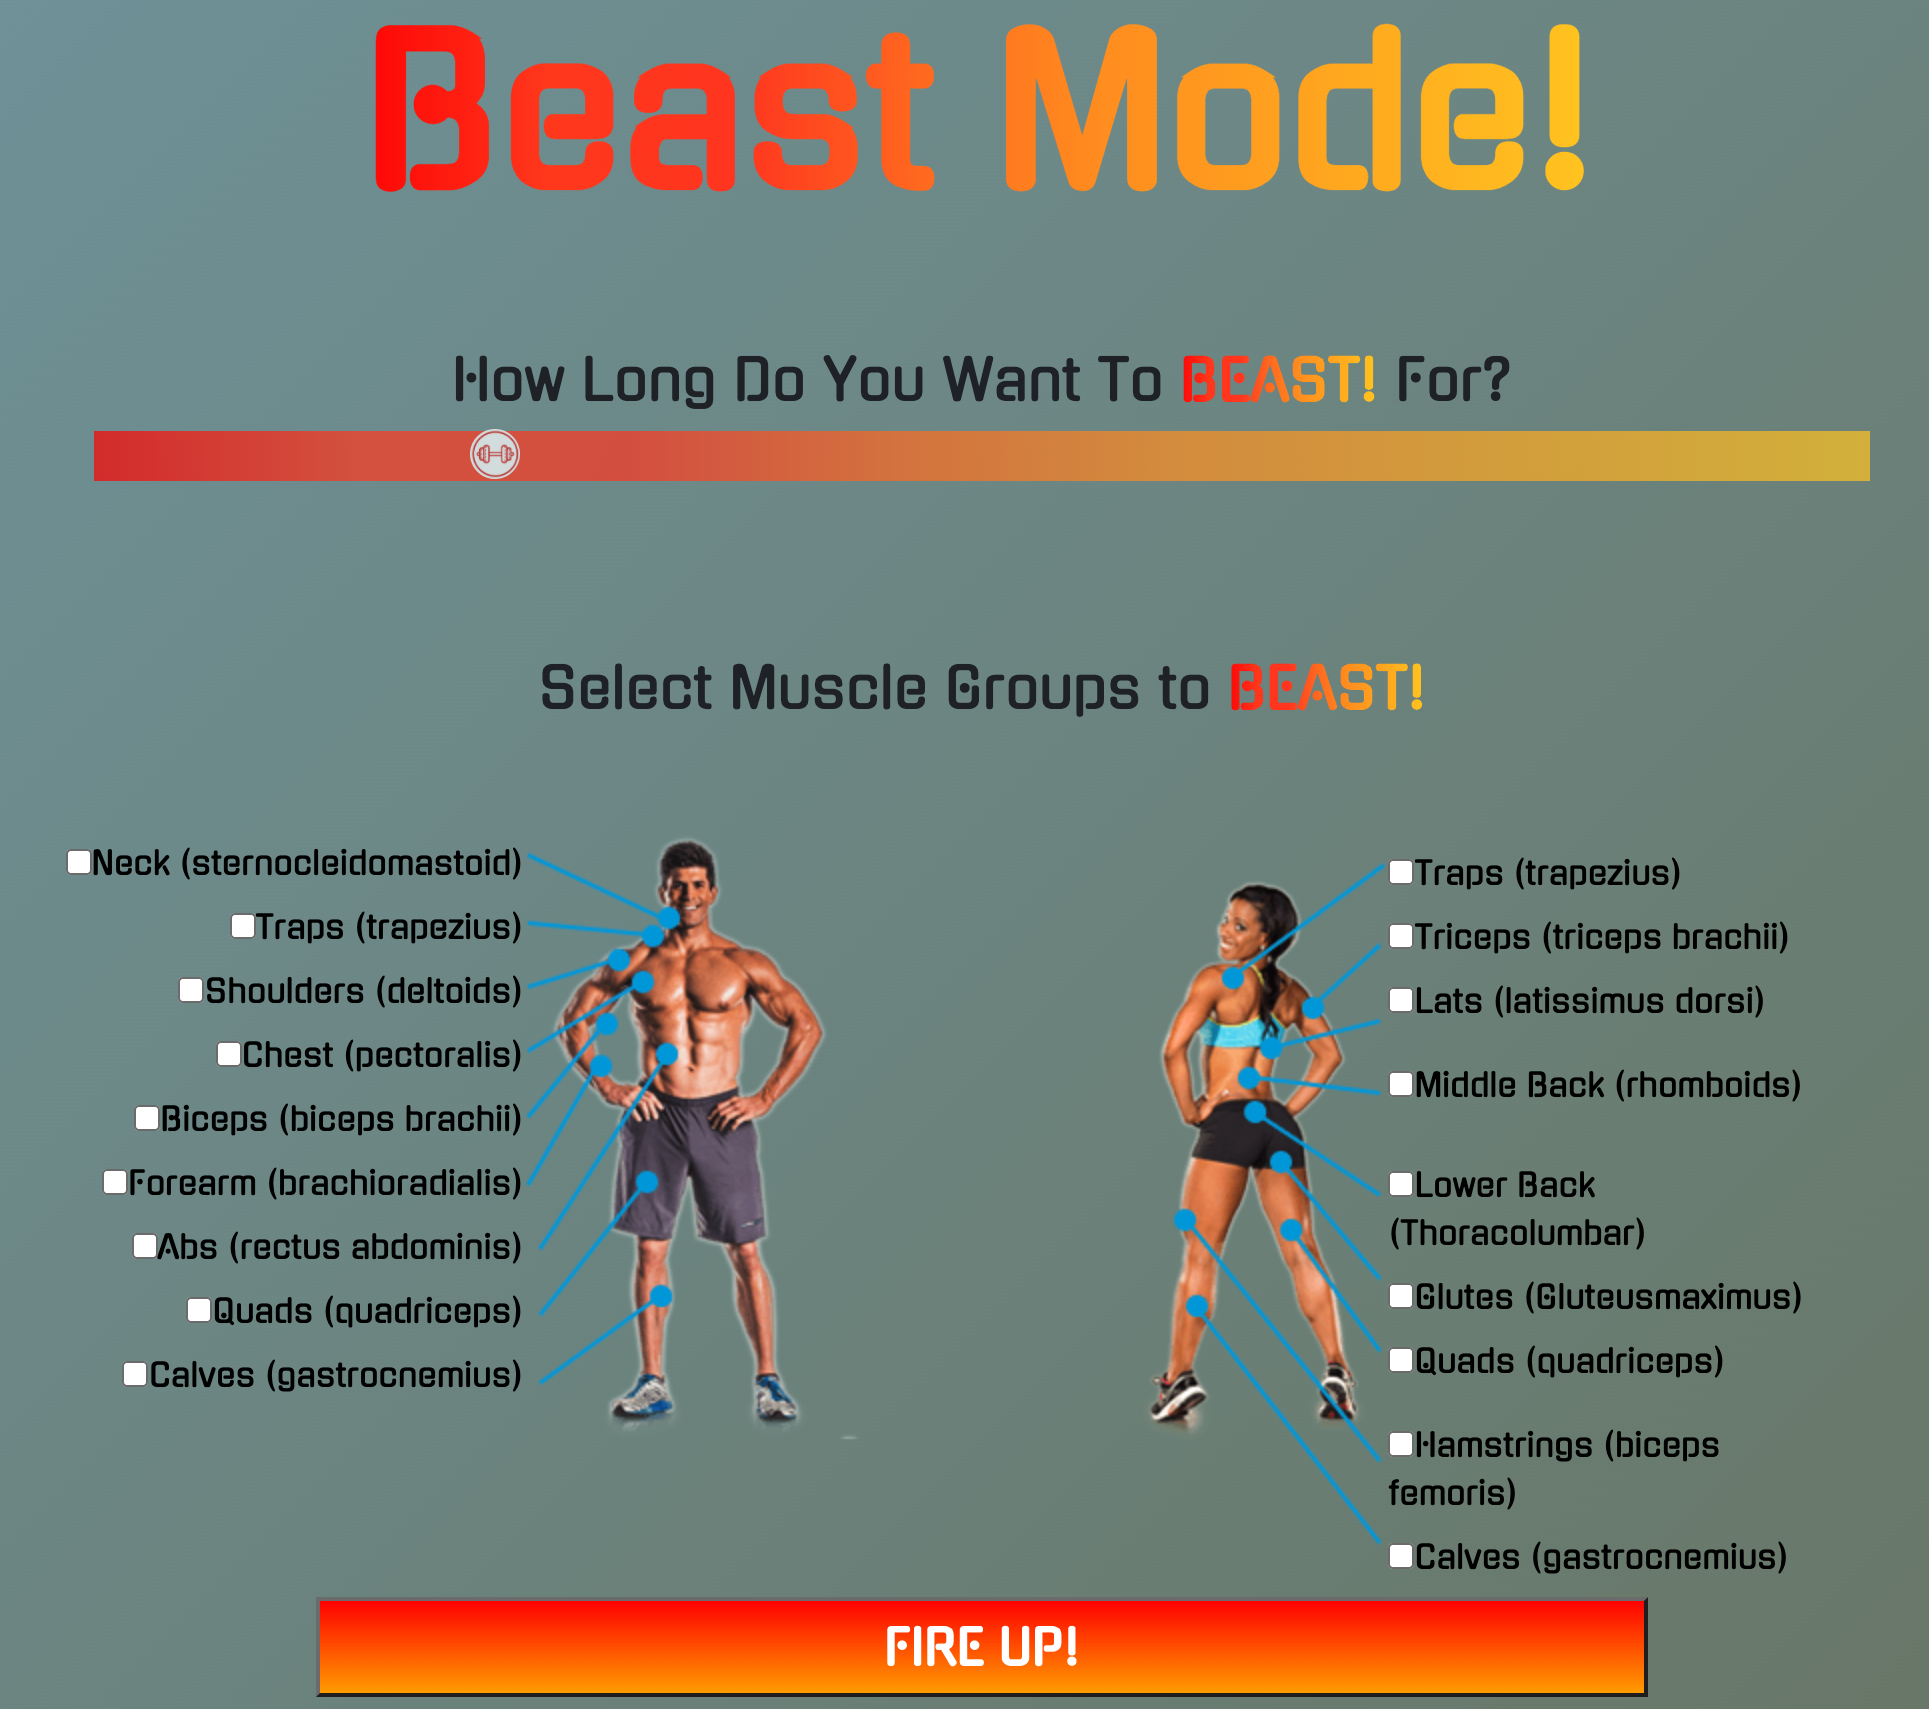 Beast Mode!
How Long Do You Want To BEAST! For?
Select Muscle Groups to BEAST!
Neck (sternocleidomastoid)
Traps (trapezius)
Shoulders (deltoids)
Chest (pectoralis)
Biceps (biceps brachii)
Forearm (brachioradialis)
Abs (rectus abdominis)
Quads (quadriceps)
Calves (gastrocnemius)
Traps (trapezius)
Triceps (triceps brachii)
Lats (latissimus dorsi)
Middle Back (rhomboids)
Lower Back
(Thoracolumbar)
Glutes (Gluteusmaximus)
Quads (quadriceps)
Hamstrings (biceps
femoris)
Calves (gastrocnemius)
FIRE UP!